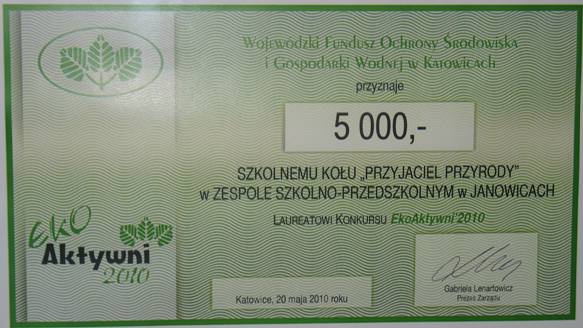 Wojewódzki Fundusz Ochrony Środowiska
i Gospodarki Wodnej w Katowicach
przyznaje
5 000,-
SZKOLNEMU KOŁU „PRZYJACIEL PRZYRODY”
w ZESPOLE SZKOLNO-PRZEDSZKOLNYM w JANOWICACH
Laureatowi Konkursu EkoAktywni'2010
EKO
Aktywni
2010
Katowice, 20 maja 2010 roku
Gabriela Lenartowicz
Prezes Zarządu